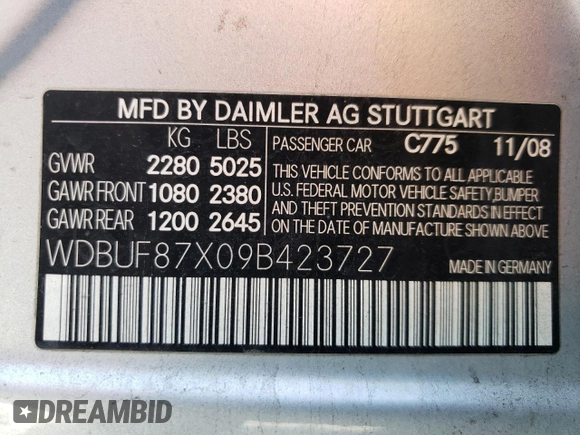 MFD BY DAIMLER AG STUTTGART
KG LBS PASSENGER CAR C775 11/08
GVWR 2280 5025 THIS VEHICLE CONFORMS TO ALL APPLICABLE
GAWR FRONT 1080 2380 U.S. FEDERAL MOTOR VEHICLE SAFETY, BUMPER
GAWR REAR 1200 2645 AND THEFT PREVENTION STANDARDS IN EFFECT
ON THE DATE OF MANUFACTURE SHOWN ABOVE.
WDBUF87X09B423727 MADE IN GERMANY
DREAMBID